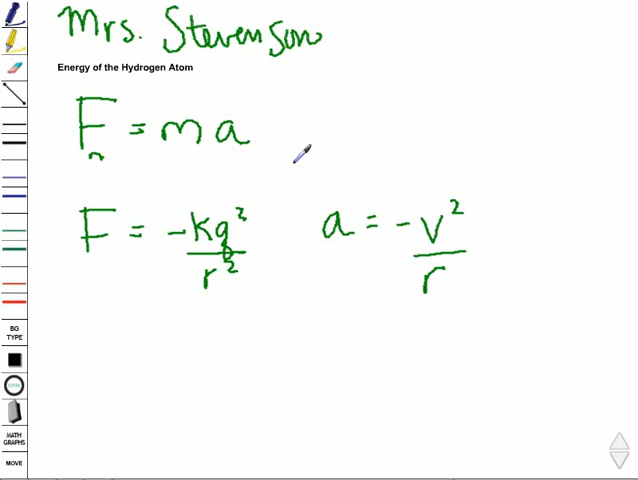 Mrs. Stevenson
Energy of the Hydrogen Atom
Fₙ = ma
F = -kq²/r² a = -v²/r
BG TYPE
MATH GRAPHS
MOVE